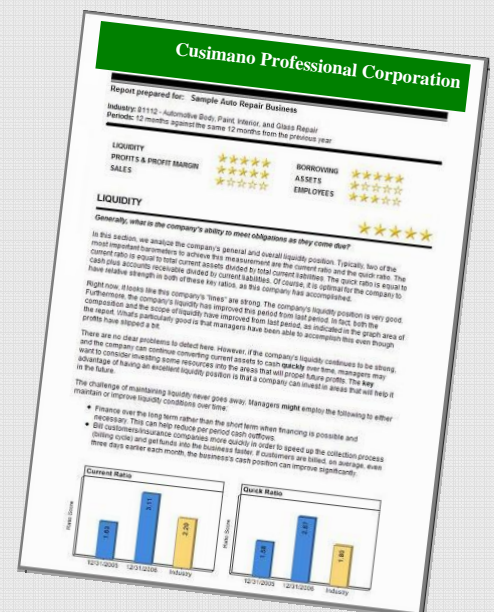 Cusimano Professional Corporation
Report prepared for: Sample Auto Repair Business
Industry: 81112 - Automotive Body, Paint, Interior, and Glass Repair
Periods: 12 months against the same 12 months from the previous year
LIQUIDITY
PROFITS & PROFIT MARGIN
SALES
BORROWING
ASSETS
EMPLOYEES
LIQUIDITY
Generally, what is the company's ability to meet obligations as they come due?
In this section, we analyze the company's general and overall liquidity position. Typically, two of the
most important barometers to achieve this measurement are the current ratio and the quick ratio. The
current ratio is equal to total current assets divided by total current liabilities. The quick ratio is equal to
cash plus accounts receivable divided by current liabilities. Of course, it is optimal for the company to
have relative strength in both of these key ratios, as this company has accomplished.
Right now, it looks like this company's "lines" are strong. The company's liquidity position is very good.
Furthermore, the company's liquidity has improved this period from last period. In fact, both the
composition and the scope of liquidity have improved from last period, as indicated in the graph area of
the report. What's particularly good is that managers have been able to accomplish this even though
profits have slipped a bit.
There are no clear problems to detect here. However, if the company's liquidity continues to be strong,
and the company can continue converting current assets to cash quickly over time, managers may
want to consider investing some resources into the areas that will propel future profits. The key
advantage of having an excellent liquidity position is that a company can invest in areas that will help it
in the future.
The challenge of maintaining liquidity never goes away. Managers might employ the following to either
maintain or improve liquidity conditions over time:
• Finance over the long term rather than the short term when financing is possible and
necessary. This can help reduce per period cash outflows.
• Bill customers/insurance companies more quickly in order to speed up the collection process
(billing cycle) and get funds into the business faster. If customers are billed, on average, even
three days earlier each month, the business's cash position can improve significantly.
Current Ratio
Ratio Score
3.11
2.20
12/31/2005
12/31/2006
Industry
Quick Ratio
Ratio Score
1.80
12/31/2005
12/31/2006
Industry